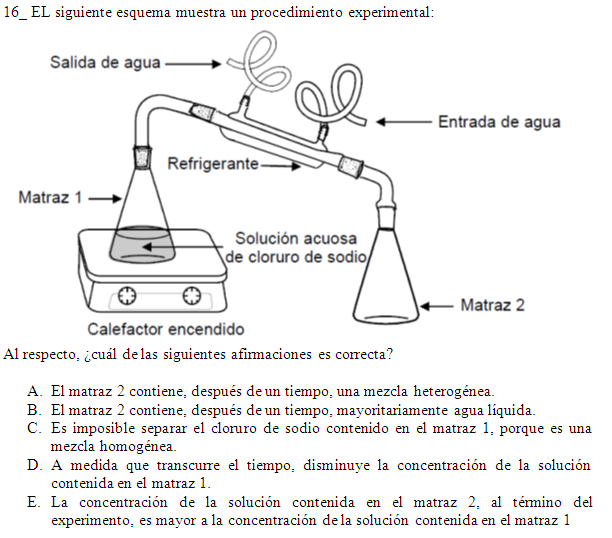 16_ EL siguiente esquema muestra un procedimiento experimental:
Salida de agua
Entrada de agua
Refrigerante
Matraz 1
Solución acuosa
de cloruro de sodio
Matraz 2
Calefactor encendido
Al respecto, ¿cuál de las siguientes afirmaciones es correcta?
A. El matraz 2 contiene, después de un tiempo, una mezcla heterogénea.
B. El matraz 2 contiene, después de un tiempo, mayoritariamente agua líquida.
C. Es imposible separar el cloruro de sodio contenido en el matraz 1, porque es una
mezcla homogénea.
D. A medida que transcurre el tiempo, disminuye la concentración de la solución
contenida en el matraz 1.
E. La concentración de la solución contenida en el matraz 2, al término del
experimento, es mayor a la concentración de la solución contenida en el matraz 1